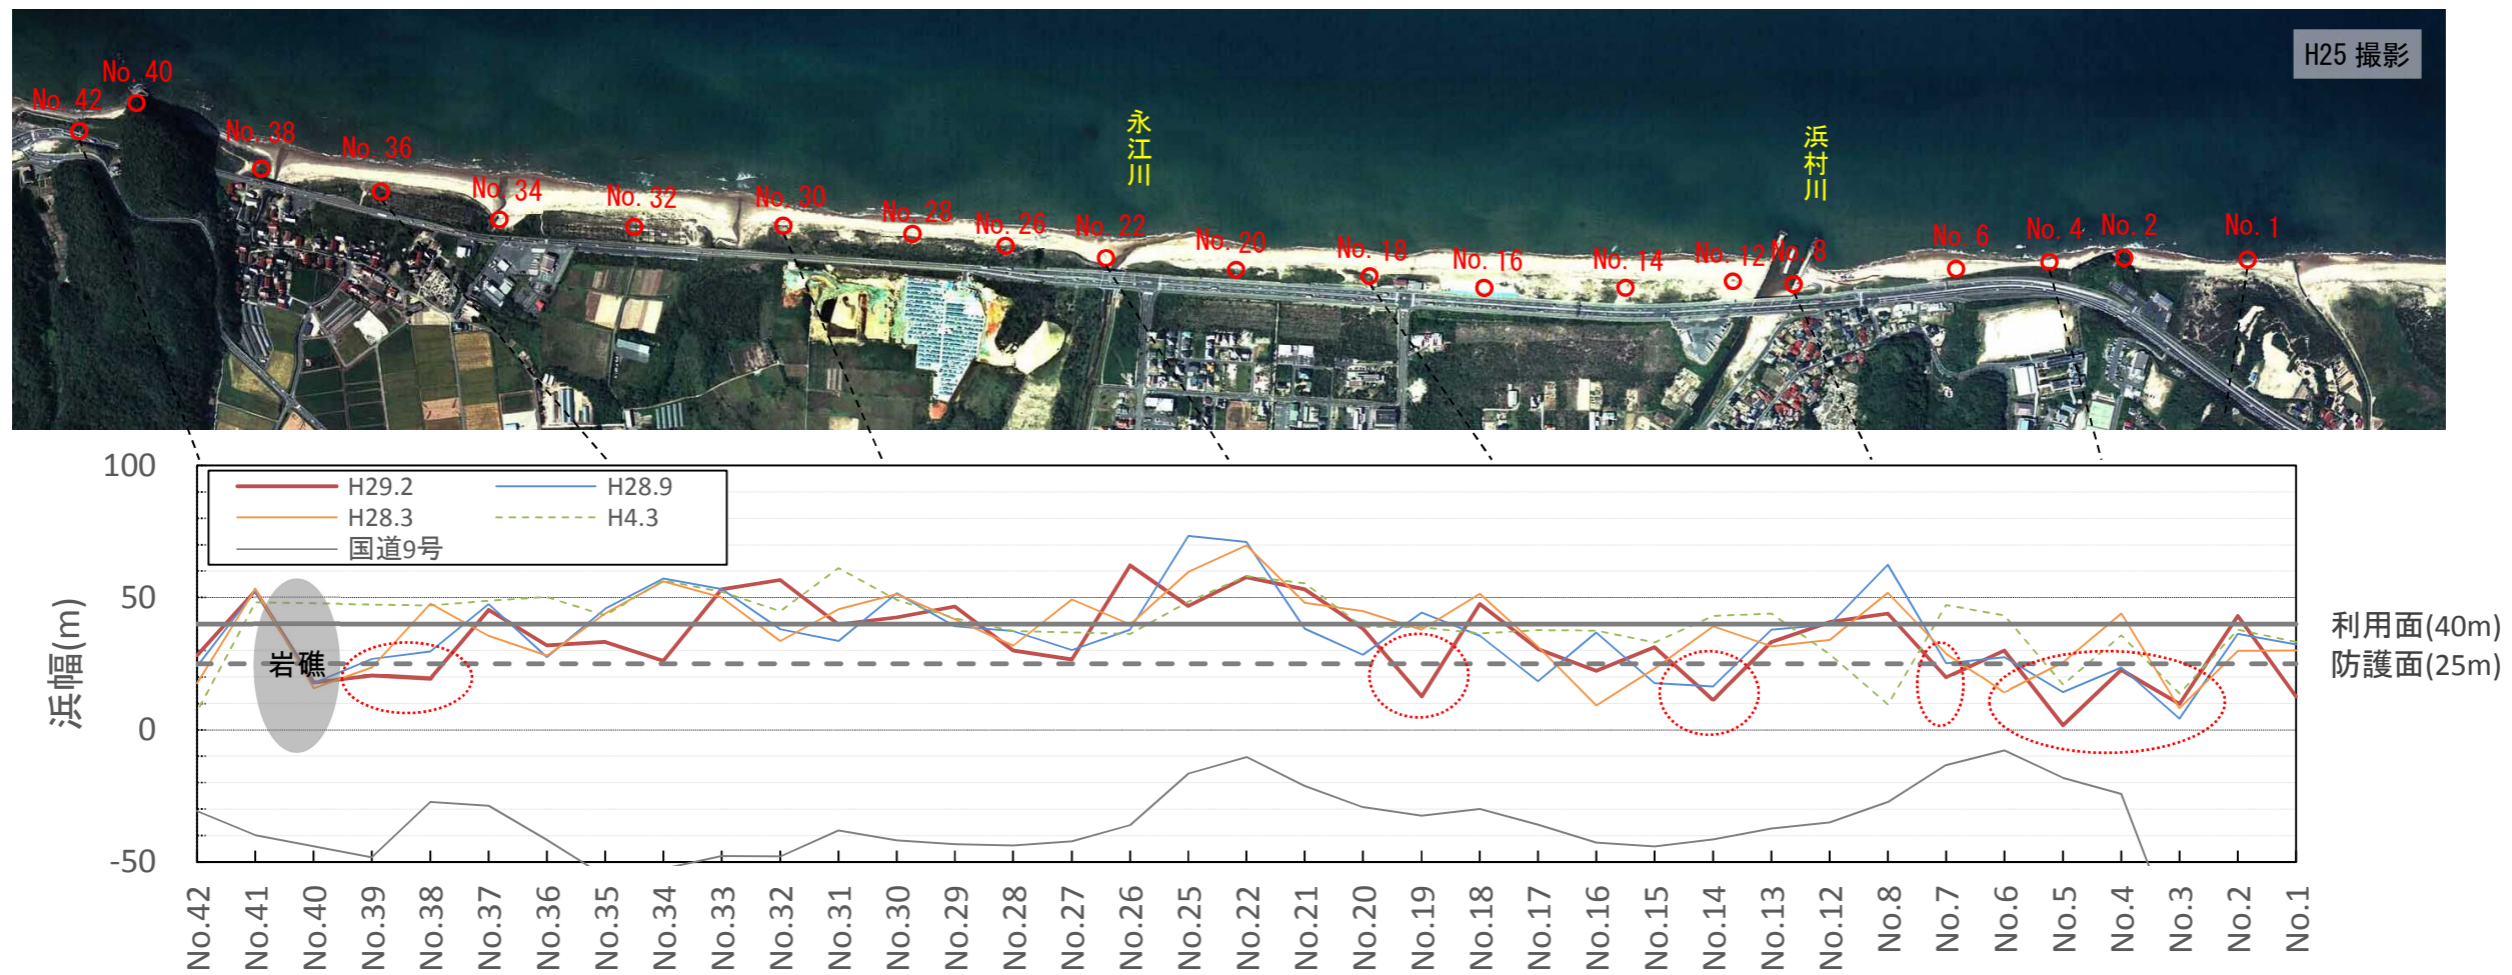 H25 撮影
No. 40
No. 42
No. 38
No. 36
No. 34
No. 32
No. 30
No. 28
No. 26
No. 22
永江川
No. 20
No. 18
No. 16
No. 14
No. 12
No. 8
浜村川
No. 6
No. 4
No. 2
No. 1
浜幅(m)
100
50
0
-50
H29.2
H28.9
H28.3
H4.3
国道9号
岩礁
利用面(40m)
防護面(25m)
No.42
No.41
No.40
No.39
No.38
No.37
No.36
No.35
No.34
No.33
No.32
No.31
No.30
No.29
No.28
No.27
No.26
No.25
No.22
No.21
No.20
No.19
No.18
No.17
No.16
No.15
No.14
No.13
No.12
No.8
No.7
No.6
No.5
No.4
No.3
No.2
No.1